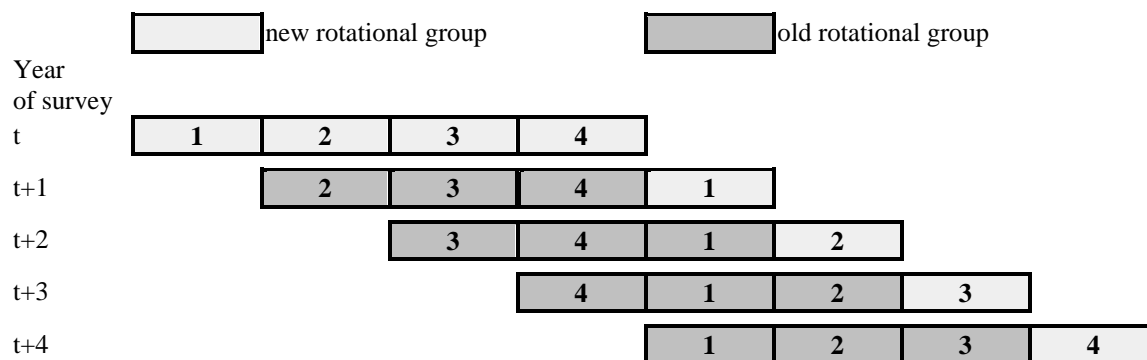 new rotational group old rotational group
Year
of survey
t 1 2 3 4
t+1 2 3 4 1
t+2 3 4 1 2
t+3 4 1 2 3
t+4 1 2 3 4